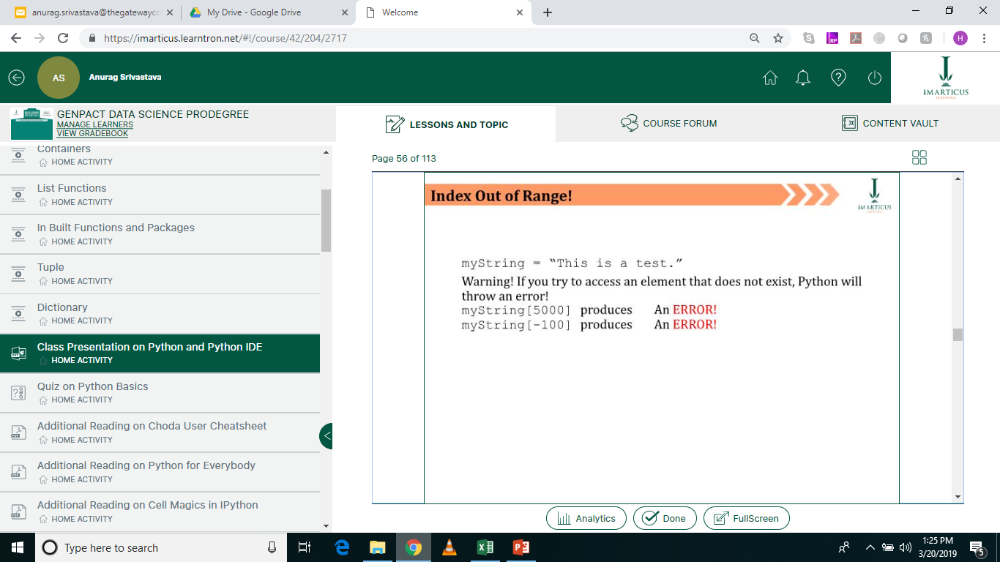 anurag.srivastava@thegatewayco
My Drive - Google Drive
Welcome
https://imarticus.learntron.net/#!/course/42/204/2717
H
AS
Anurag Srivastava
IMARTICUS
LEARNING
GENPACT DATA SCIENCE PRODEGREE
MANAGE LEARNERS
VIEW GRADEBOOK
LESSONS AND TOPIC
COURSE FORUM
CONTENT VAULT
Containers
HOME ACTIVITY
List Functions
HOME ACTIVITY
In Built Functions and Packages
HOME ACTIVITY
Tuple
HOME ACTIVITY
Dictionary
HOME ACTIVITY
Class Presentation on Python and Python IDE
HOME ACTIVITY
Quiz on Python Basics
HOME ACTIVITY
Additional Reading on Choda User Cheatsheet
HOME ACTIVITY
Additional Reading on Python for Everybody
HOME ACTIVITY
Additional Reading on Cell Magics in IPython
HOME ACTIVITY
Page 56 of 113
Index Out of Range!
IMARTICUS
LEARNING
myString = “This is a test.”
Warning! If you try to access an element that does not exist, Python will
throw an error!
myString[5000] produces An ERROR!
myString[-100] produces An ERROR!
Analytics
Done
FullScreen
Type here to search
1:25 PM
3/20/2019
5